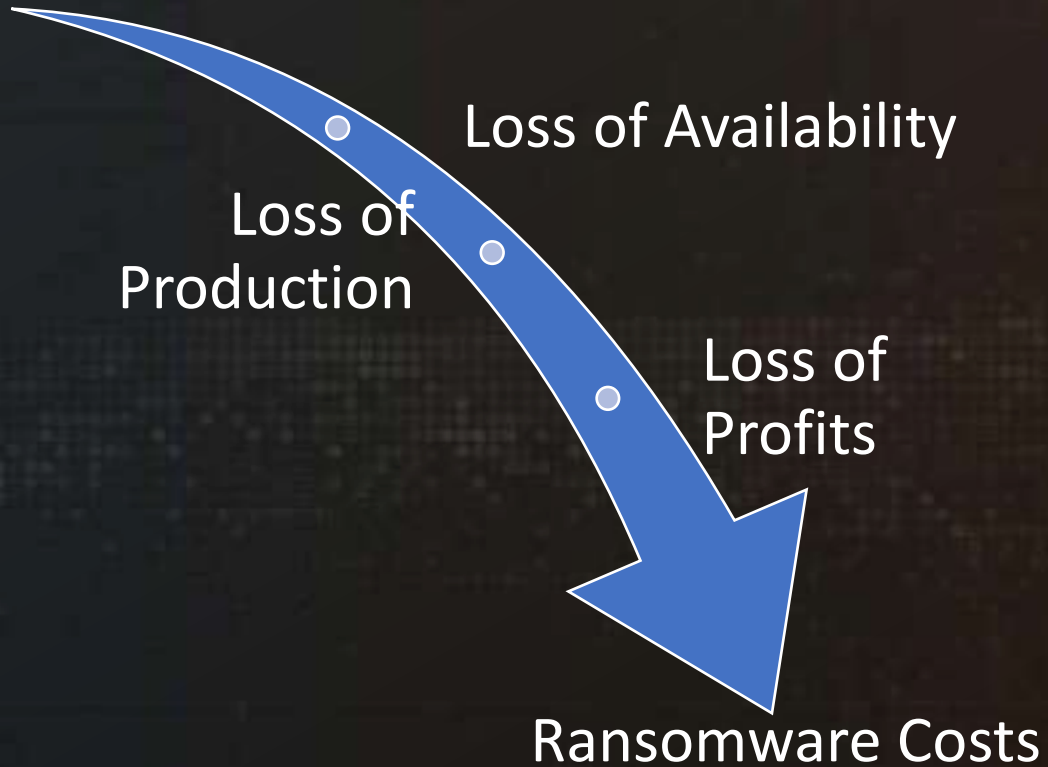 Loss of Availability
Loss of
Production
Loss of
Profits
Ransomware Costs